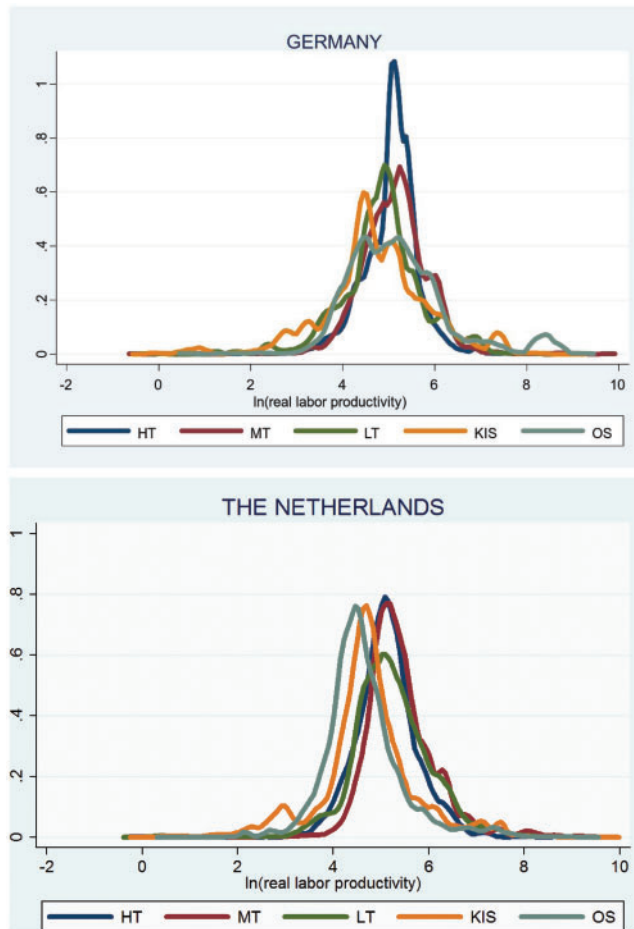 GERMANY
1
.8
.6
.4
.2
0
-2 0 2 4 6 8 10
ln(real labor productivity)
HT MT LT KIS OS
THE NETHERLANDS
1
.8
.6
.4
.2
0
-2 0 2 4 6 8 10
ln(real labor productivity)
HT MT LT KIS OS